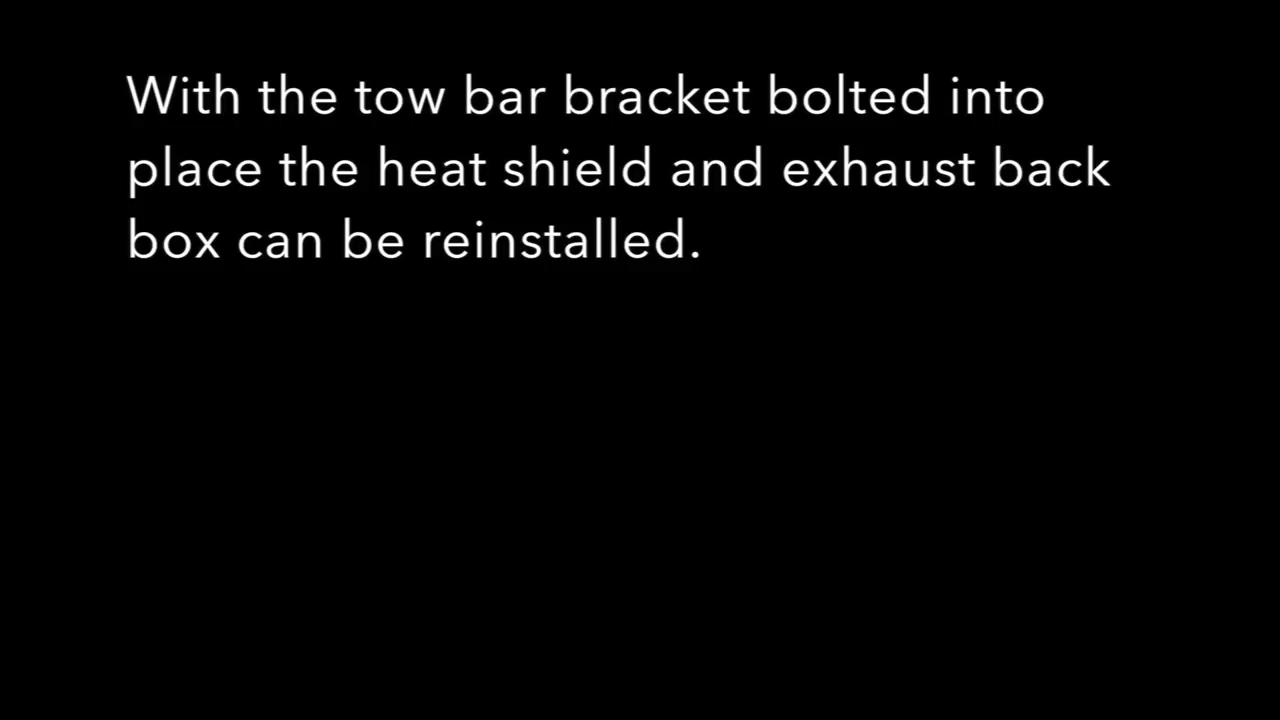 With the tow bar bracket bolted into
place the heat shield and exhaust back
box can be reinstalled.